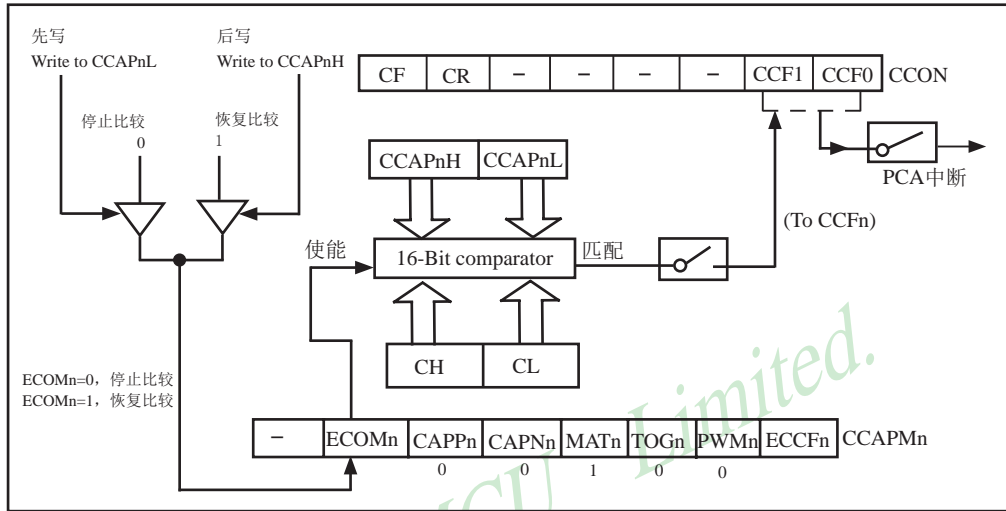 先写
Write to CCAPnL
后写
Write to CCAPnH
停止比较
0
恢复比较
1
CF CR – – – – CCF1 CCF0 CCON
PCA中断
(To CCFn)
CCAPnH CCAPnL
使能
16-Bit comparator
匹配
CH CL
ECOMn=0，停止比较
ECOMn=1，恢复比较
– ECOMn CAPPn CAPNn MATn TOGn PWMn ECCFn CCAPMn
0 0 1 0 0
MCU Limited.